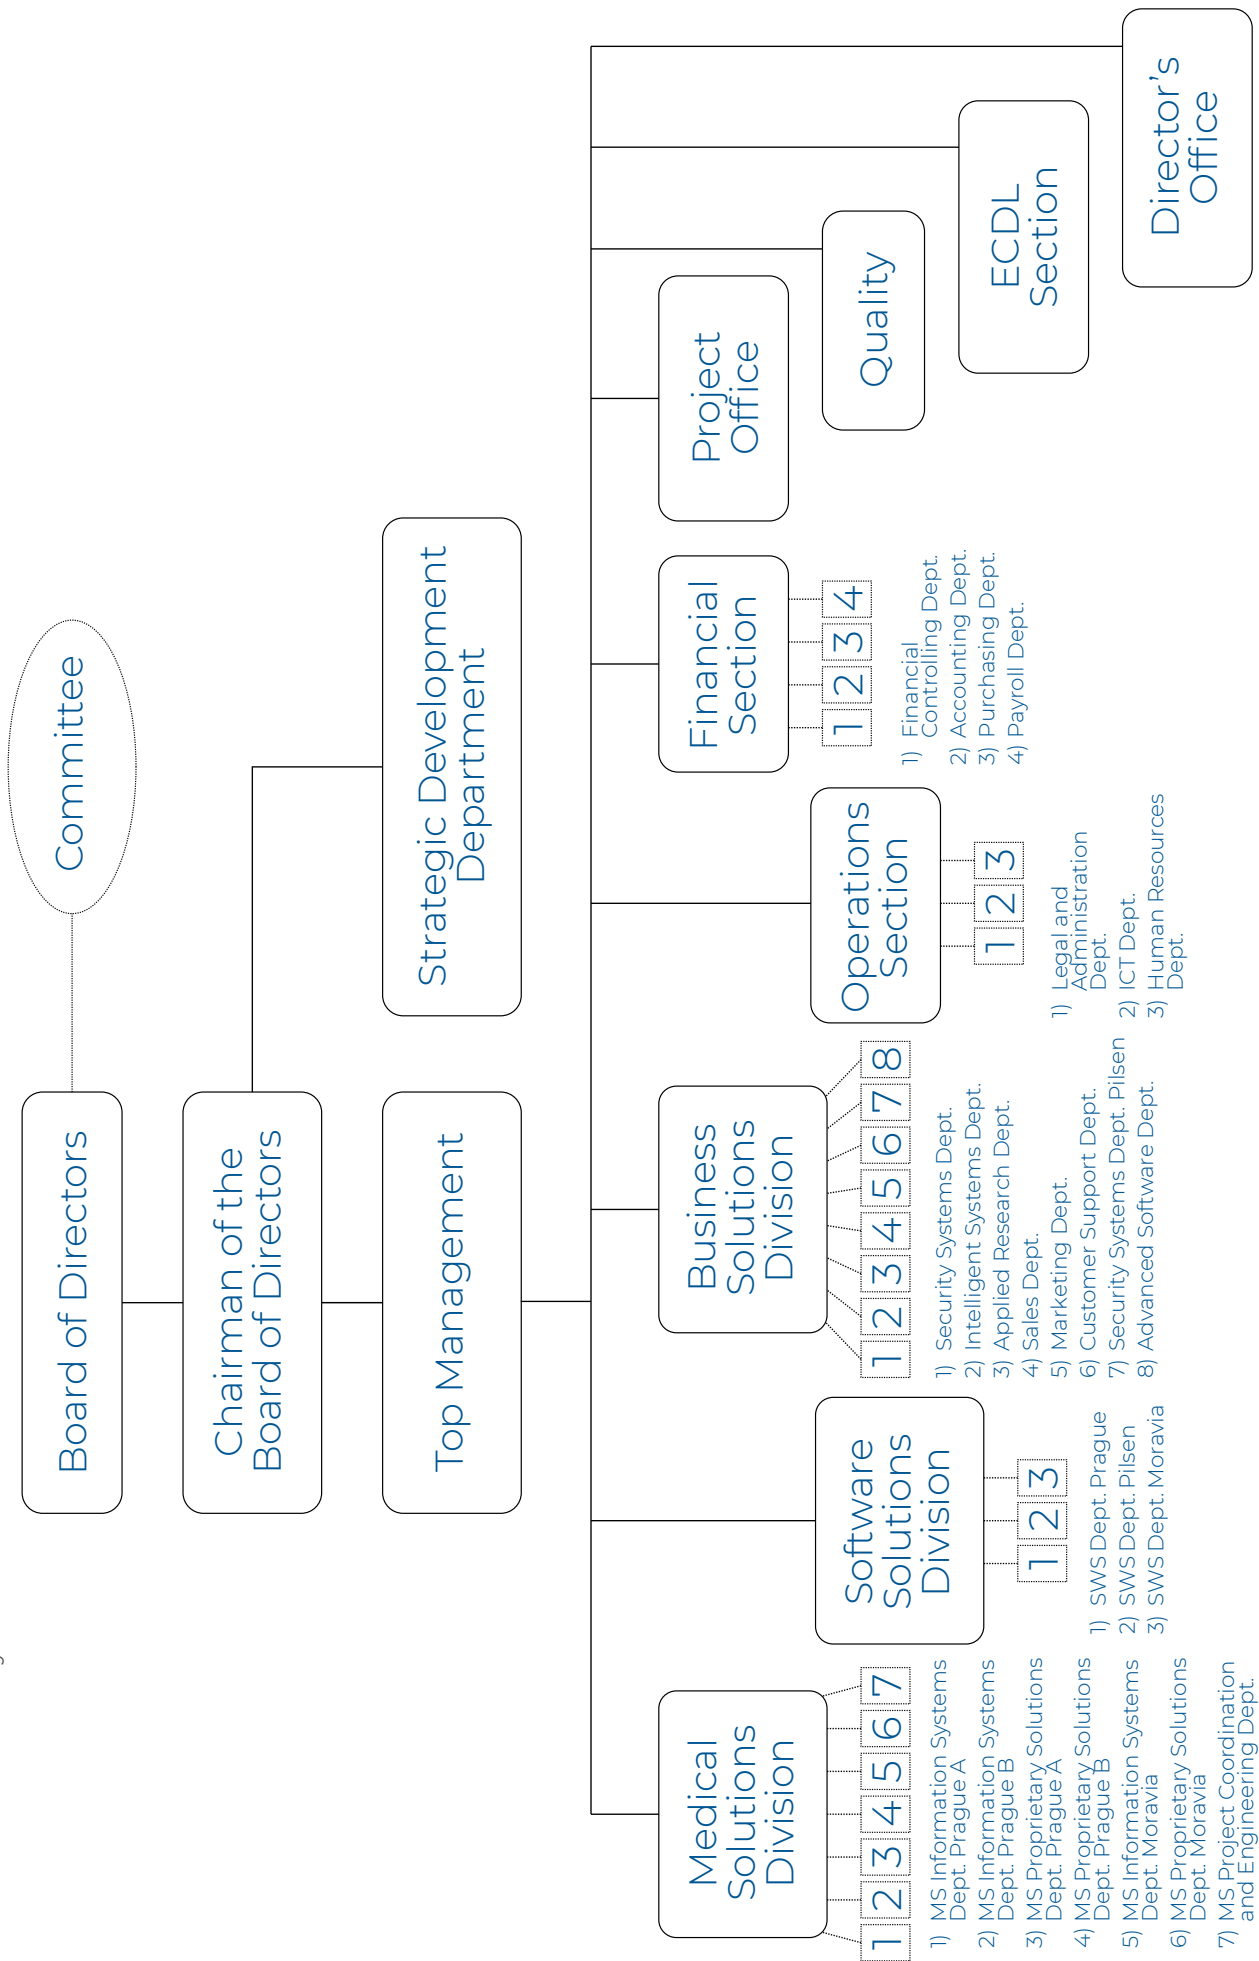 Committee
Board of Directors
Chairman of the
Board of Directors
Strategic Development
Department
Top Management
Medical
Solutions
Division
1 2 3 4 5 6 7
1) MS Information Systems
Dept. Prague A
2) MS Information Systems
Dept. Prague B
3) MS Proprietary Solutions
Dept. Prague A
4) MS Proprietary Solutions
Dept. Prague B
5) MS Information Systems
Dept. Moravia
6) MS Proprietary Solutions
Dept. Moravia
7) MS Project Coordination
and Engineering Dept.
Software
Solutions
Division
1 2 3
1) SWS Dept. Prague
2) SWS Dept. Pilsen
3) SWS Dept. Moravia
Business
Solutions
Division
1 2 3 4 5 6 7 8
1) Security Systems Dept.
2) Intelligent Systems Dept.
3) Applied Research Dept.
4) Sales Dept.
5) Marketing Dept.
6) Customer Support Dept.
7) Security Systems Dept. Pilsen
8) Advanced Software Dept.
Operations
Section
1 2 3
1) Legal and
Administration
Dept.
2) ICT Dept.
3) Human Resources
Dept.
Financial
Section
1 2 3 4
1) Financial
Controlling Dept.
2) Accounting Dept.
3) Purchasing Dept.
4) Payroll Dept.
Project
Office
Quality
ECDL
Section
Director's
Office